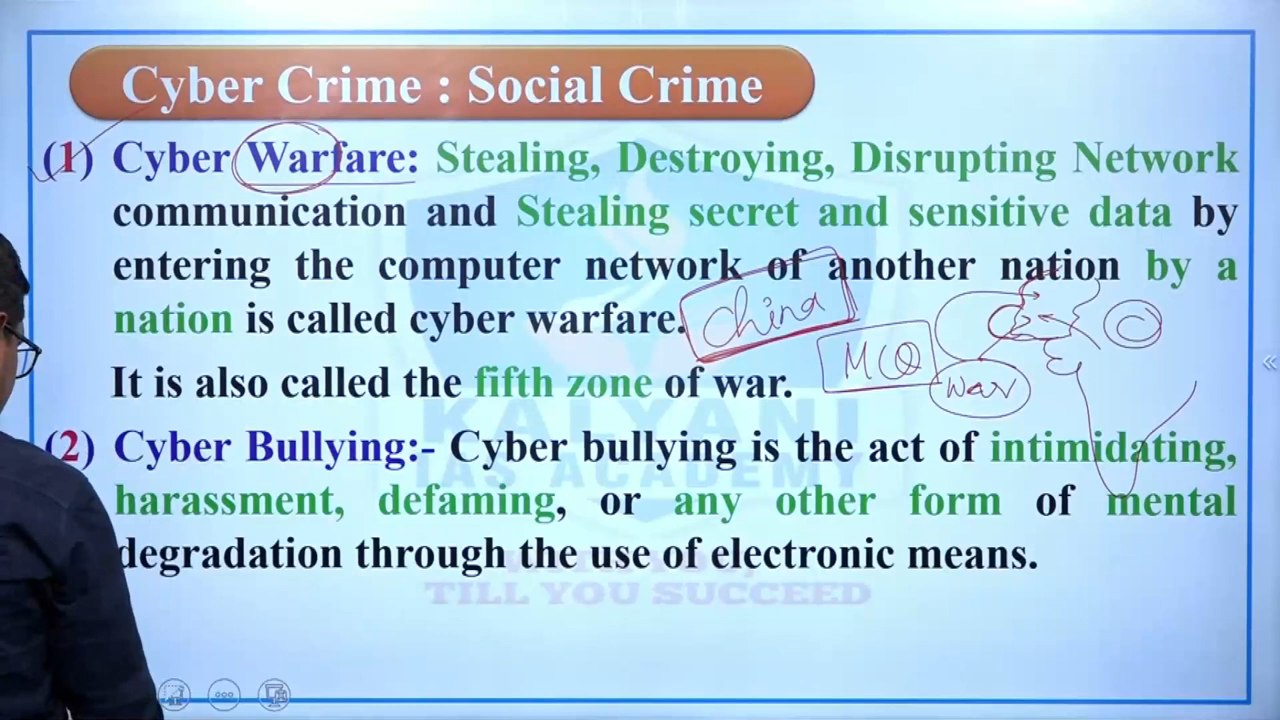 Cyber Crime : Social Crime
(1) Cyber Warfare: Stealing, Destroying, Disrupting Network
communication and Stealing secret and sensitive data by
entering the computer network of another nation by a
nation is called cyber warfare.
China
MCQ
war
It is also called the fifth zone of war.
(2) Cyber Bullying:- Cyber bullying is the act of intimidating,
harassment, defaming, or any other form of mental
degradation through the use of electronic means.
KALYANI
IAS ACADEMY
TILL YOU SUCCEED